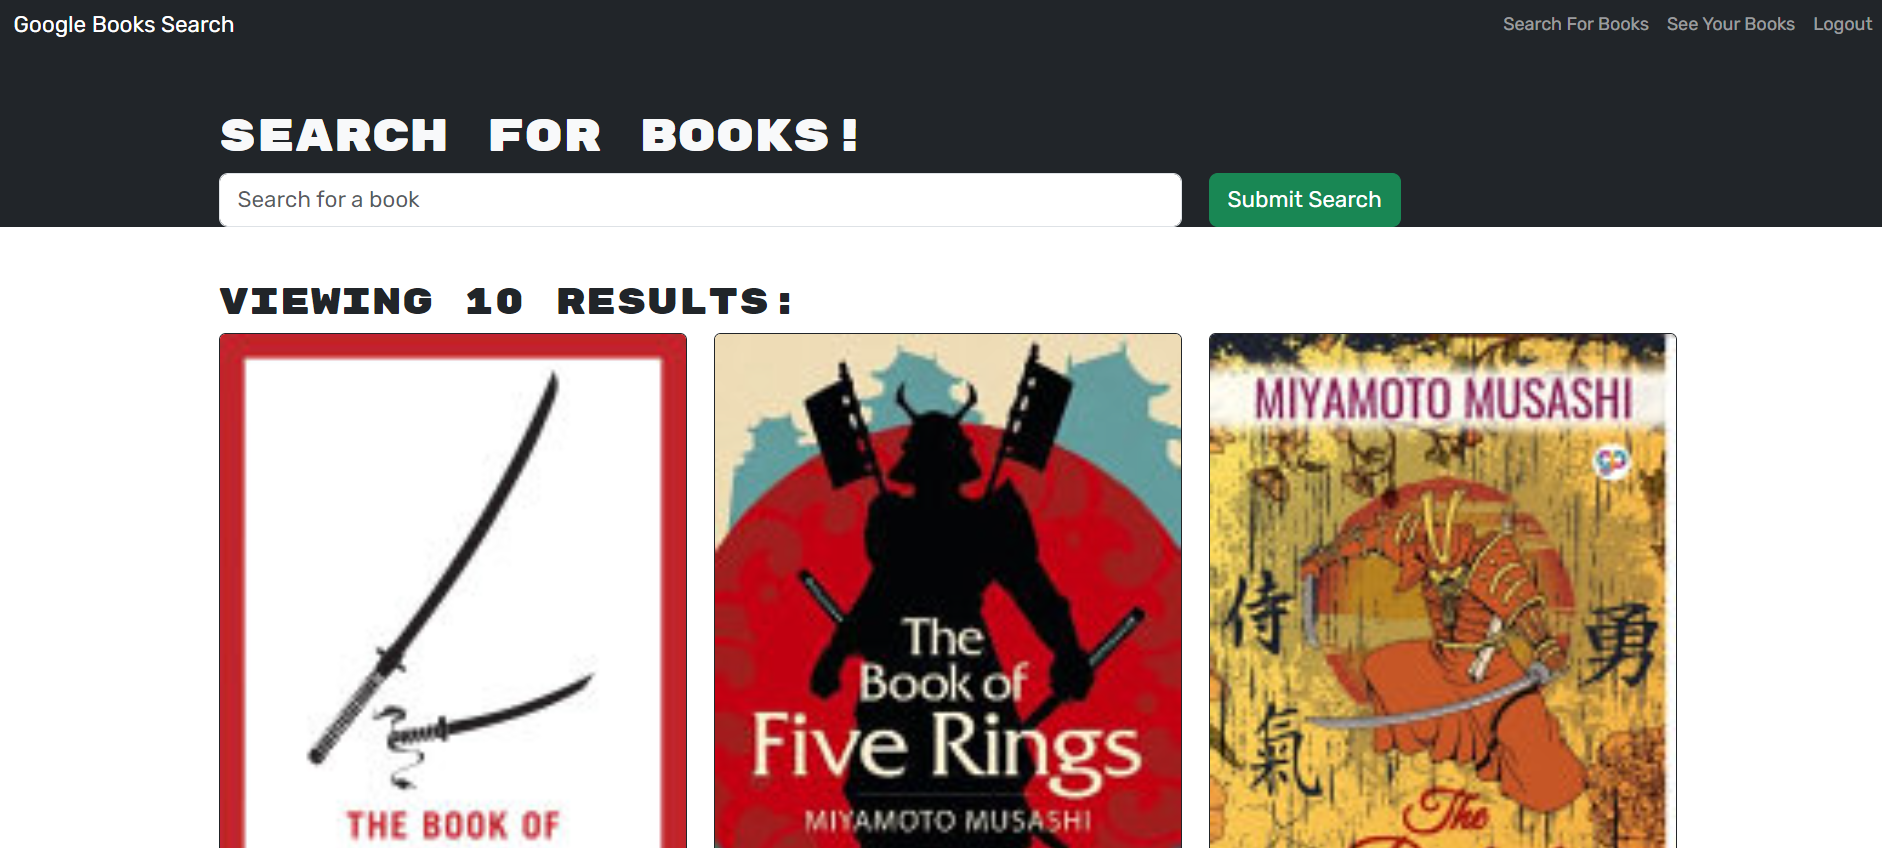 Google Books Search
Search For Books
See Your Books
Logout
SEARCH FOR BOOKS!
Search for a book
Submit Search
VIEWING 10 RESULTS:
THE BOOK OF
The
Book of
Five Rings
MIYAMOTO MUSASHI
MIYAMOTO MUSASHI
侍
勇
氣
The